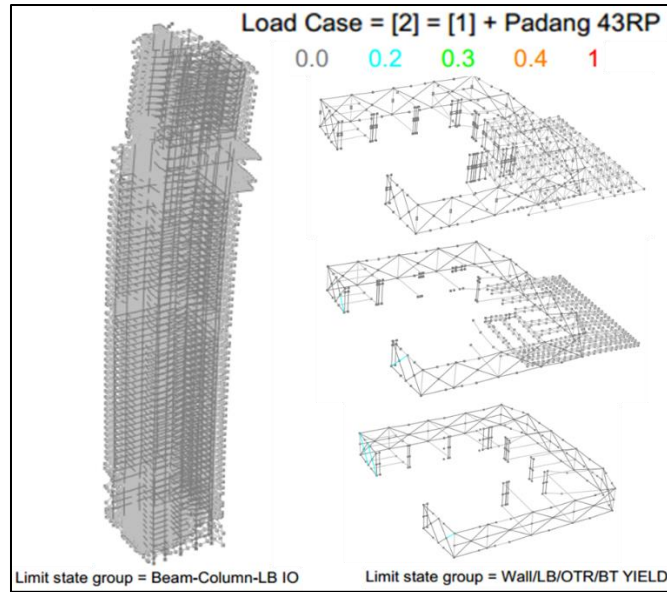 Load Case = [2] = [1] + Padang 43RP
0.0 0.2 0.3 0.4 1
Limit state group = Beam-Column-LB IO
Limit state group = Wall/LB/OTR/BT YIELD